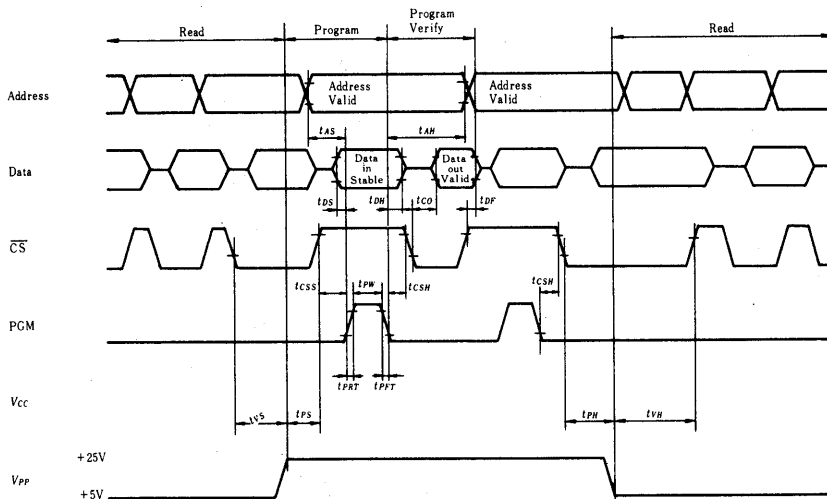 Read
Program
Program
Verify
Read
Address
Address
Valid
Address
Valid
tAS
tAH
Data
Data
in
Stable
Data
out
Valid
tDS
tDH
tCO
tDF
CS
tCSS
tPW
tCSH
tCSH
PGM
tPRT
tPFT
VCC
tVS
tPS
tPH
tVH
+25V
VPP
+5V